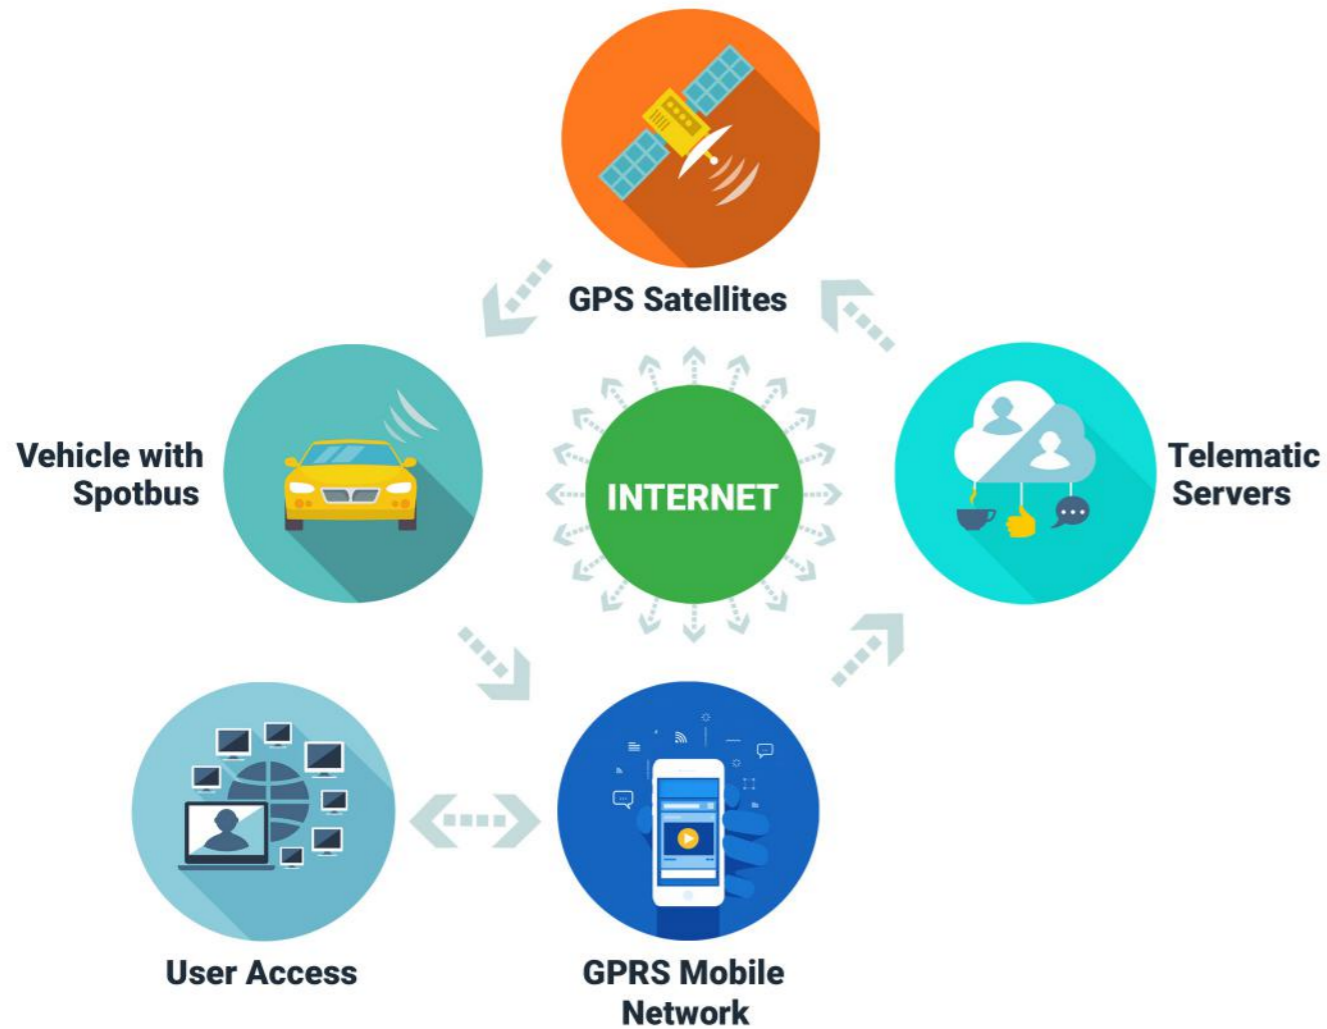 GPS Satellites
Vehicle with
Spotbus
INTERNET
Telematic
Servers
User Access
GPRS Mobile
Network